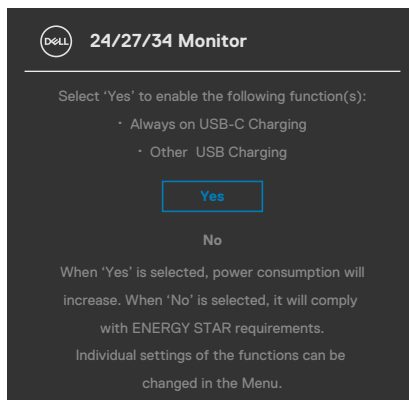 DELL 24/27/34 Monitor
Select ‘Yes’ to enable the following function(s):
· Always on USB-C Charging
· Other USB Charging
Yes
No
When ‘Yes’ is selected, power consumption will
increase. When ‘No’ is selected, it will comply
with ENERGY STAR requirements.
Individual settings of the functions can be
changed in the Menu.